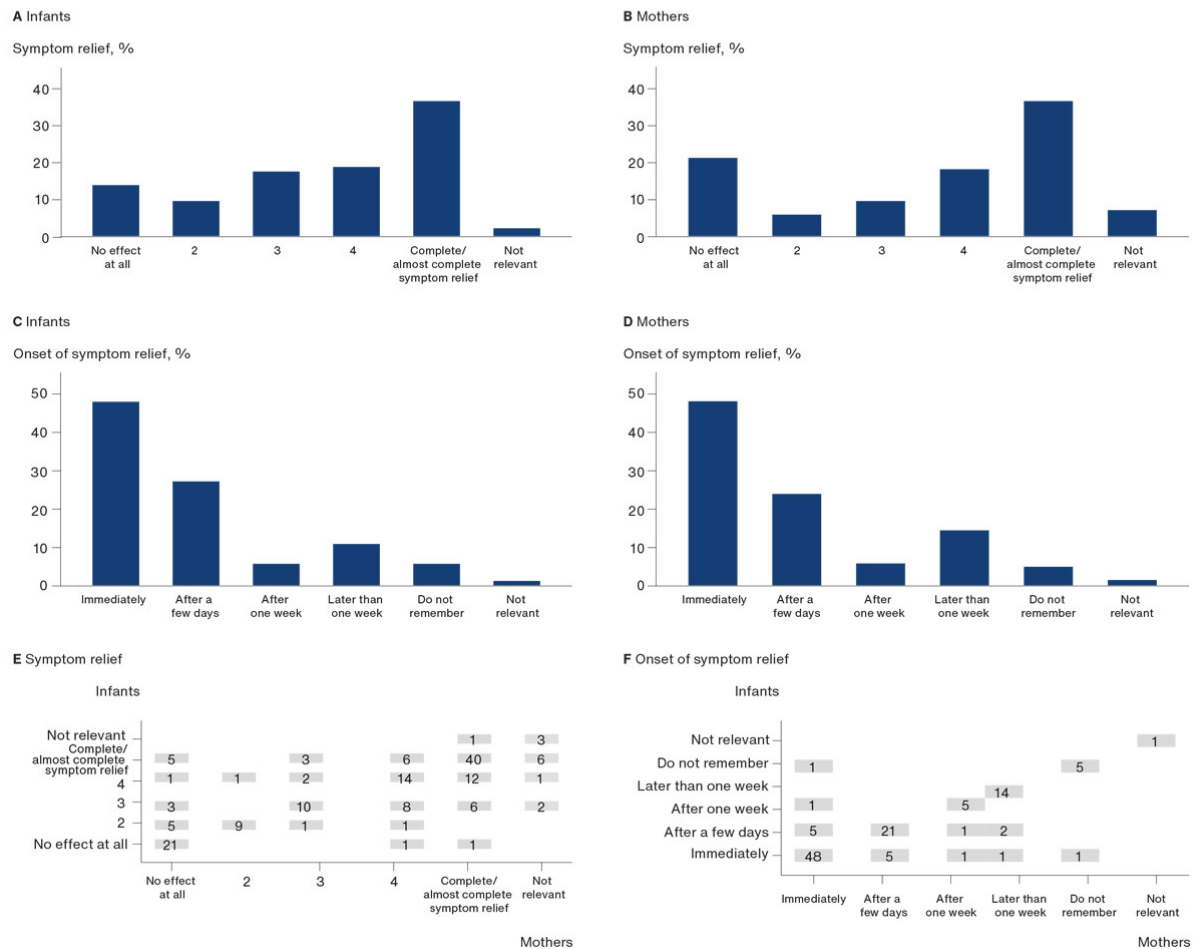 A Infants
Symptom relief, %
40
30
20
10
0
No effect
at all
2
3
4
Complete/
almost complete
symptom relief
Not
relevant
B Mothers
Symptom relief, %
40
30
20
10
0
No effect
at all
2
3
4
Complete/
almost complete
symptom relief
Not
relevant
C Infants
Onset of symptom relief, %
50
40
30
20
10
0
Immediately
After a
few days
After
one week
Later than
one week
Do not
remember
Not
relevant
D Mothers
Onset of symptom relief, %
50
40
30
20
10
0
Immediately
After a
few days
After
one week
Later than
one week
Do not
remember
Not
relevant
E Symptom relief
Infants
Not relevant 1 3
Complete/
almost complete 5 3 6 40 6
symptom relief
4 1 1 2 14 12 1
3 3 10 8 6 2
2 5 9 1 1
No effect at all 21 1 1
No effect
at all
2
3
4
Complete/
almost complete
symptom relief
Not
relevant
Mothers
F Onset of symptom relief
Infants
Not relevant 1
Do not remember 1 5
Later than one week 14
After one week 1 5
After a few days 5 21 1 2
Immediately 48 5 1 1 1
Immediately
After a
few days
After
one week
Later than
one week
Do not
remember
Not
relevant
Mothers